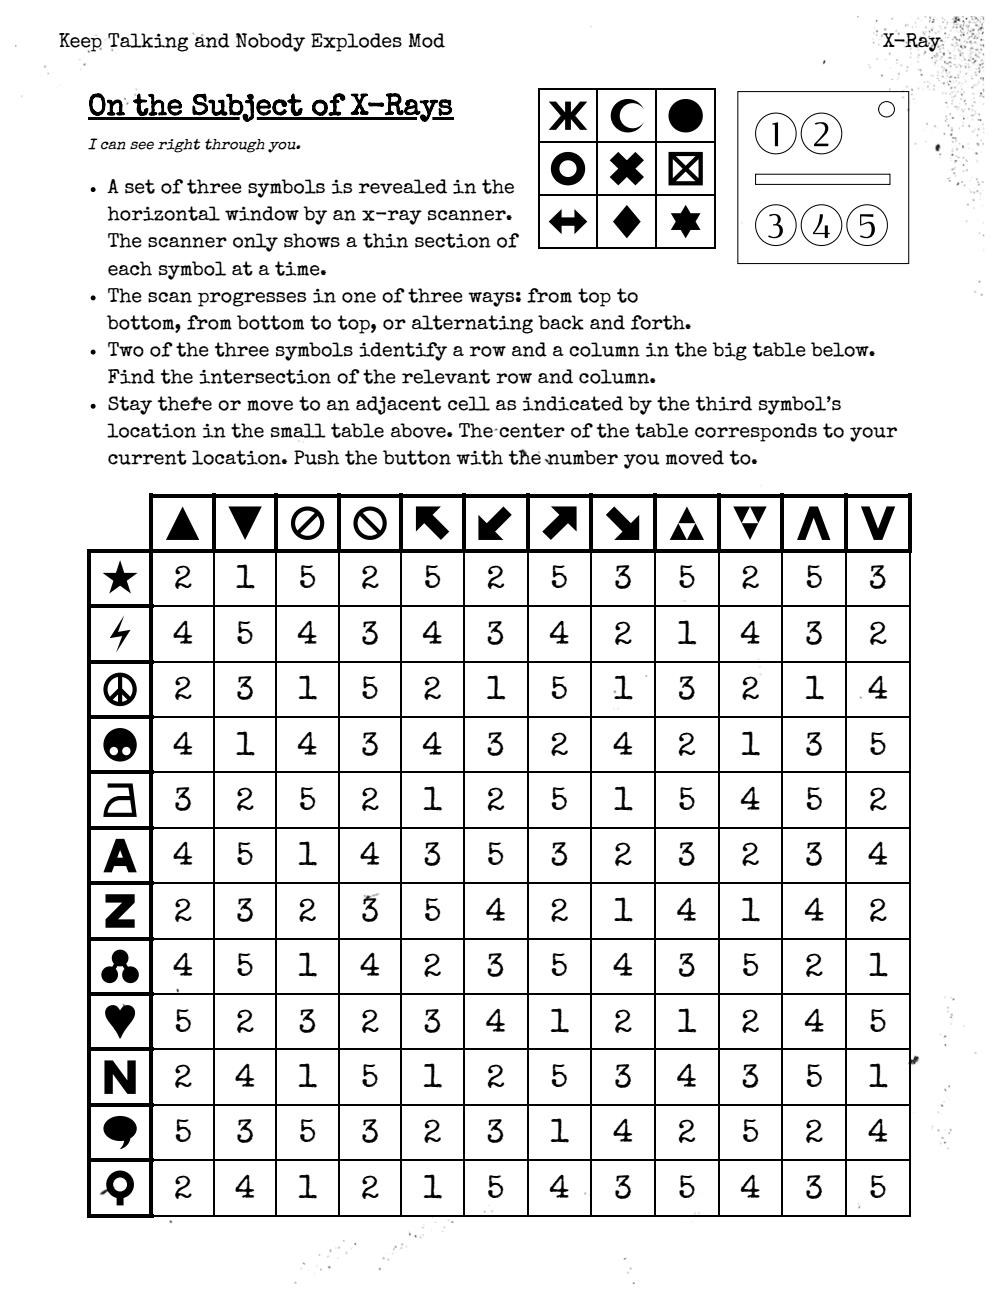 Keep Talking and Nobody Explodes Mod
X-Ray
On the Subject of X-Rays
I can see right through you.
• A set of three symbols is revealed in the
horizontal window by an x-ray scanner.
The scanner only shows a thin section of
each symbol at a time.
• The scan progresses in one of three ways: from top to
bottom, from bottom to top, or alternating back and forth.
• Two of the three symbols identify a row and a column in the big table below.
Find the intersection of the relevant row and column.
• Stay there or move to an adjacent cell as indicated by the third symbol's
location in the small table above. The center of the table corresponds to your
current location. Push the button with the number you moved to.
1 2
3 4 5
2 1 5 2 5 2 5 3 5 2 5 3
4 5 4 3 4 3 4 2 1 4 3 2
2 3 1 5 2 1 5 1 3 2 1 4
4 1 4 3 4 3 2 4 2 1 3 5
3 2 5 2 1 2 5 1 5 4 5 2
A 4 5 1 4 3 5 3 2 3 2 3 4
Z 2 3 2 3 5 4 2 1 4 1 4 2
4 5 1 4 2 3 5 4 3 5 2 1
5 2 3 2 3 4 1 2 1 2 4 5
N 2 4 1 5 1 2 5 3 4 3 5 1
5 3 5 3 2 3 1 4 2 5 2 4
2 4 1 2 1 5 4 3 5 4 3 5